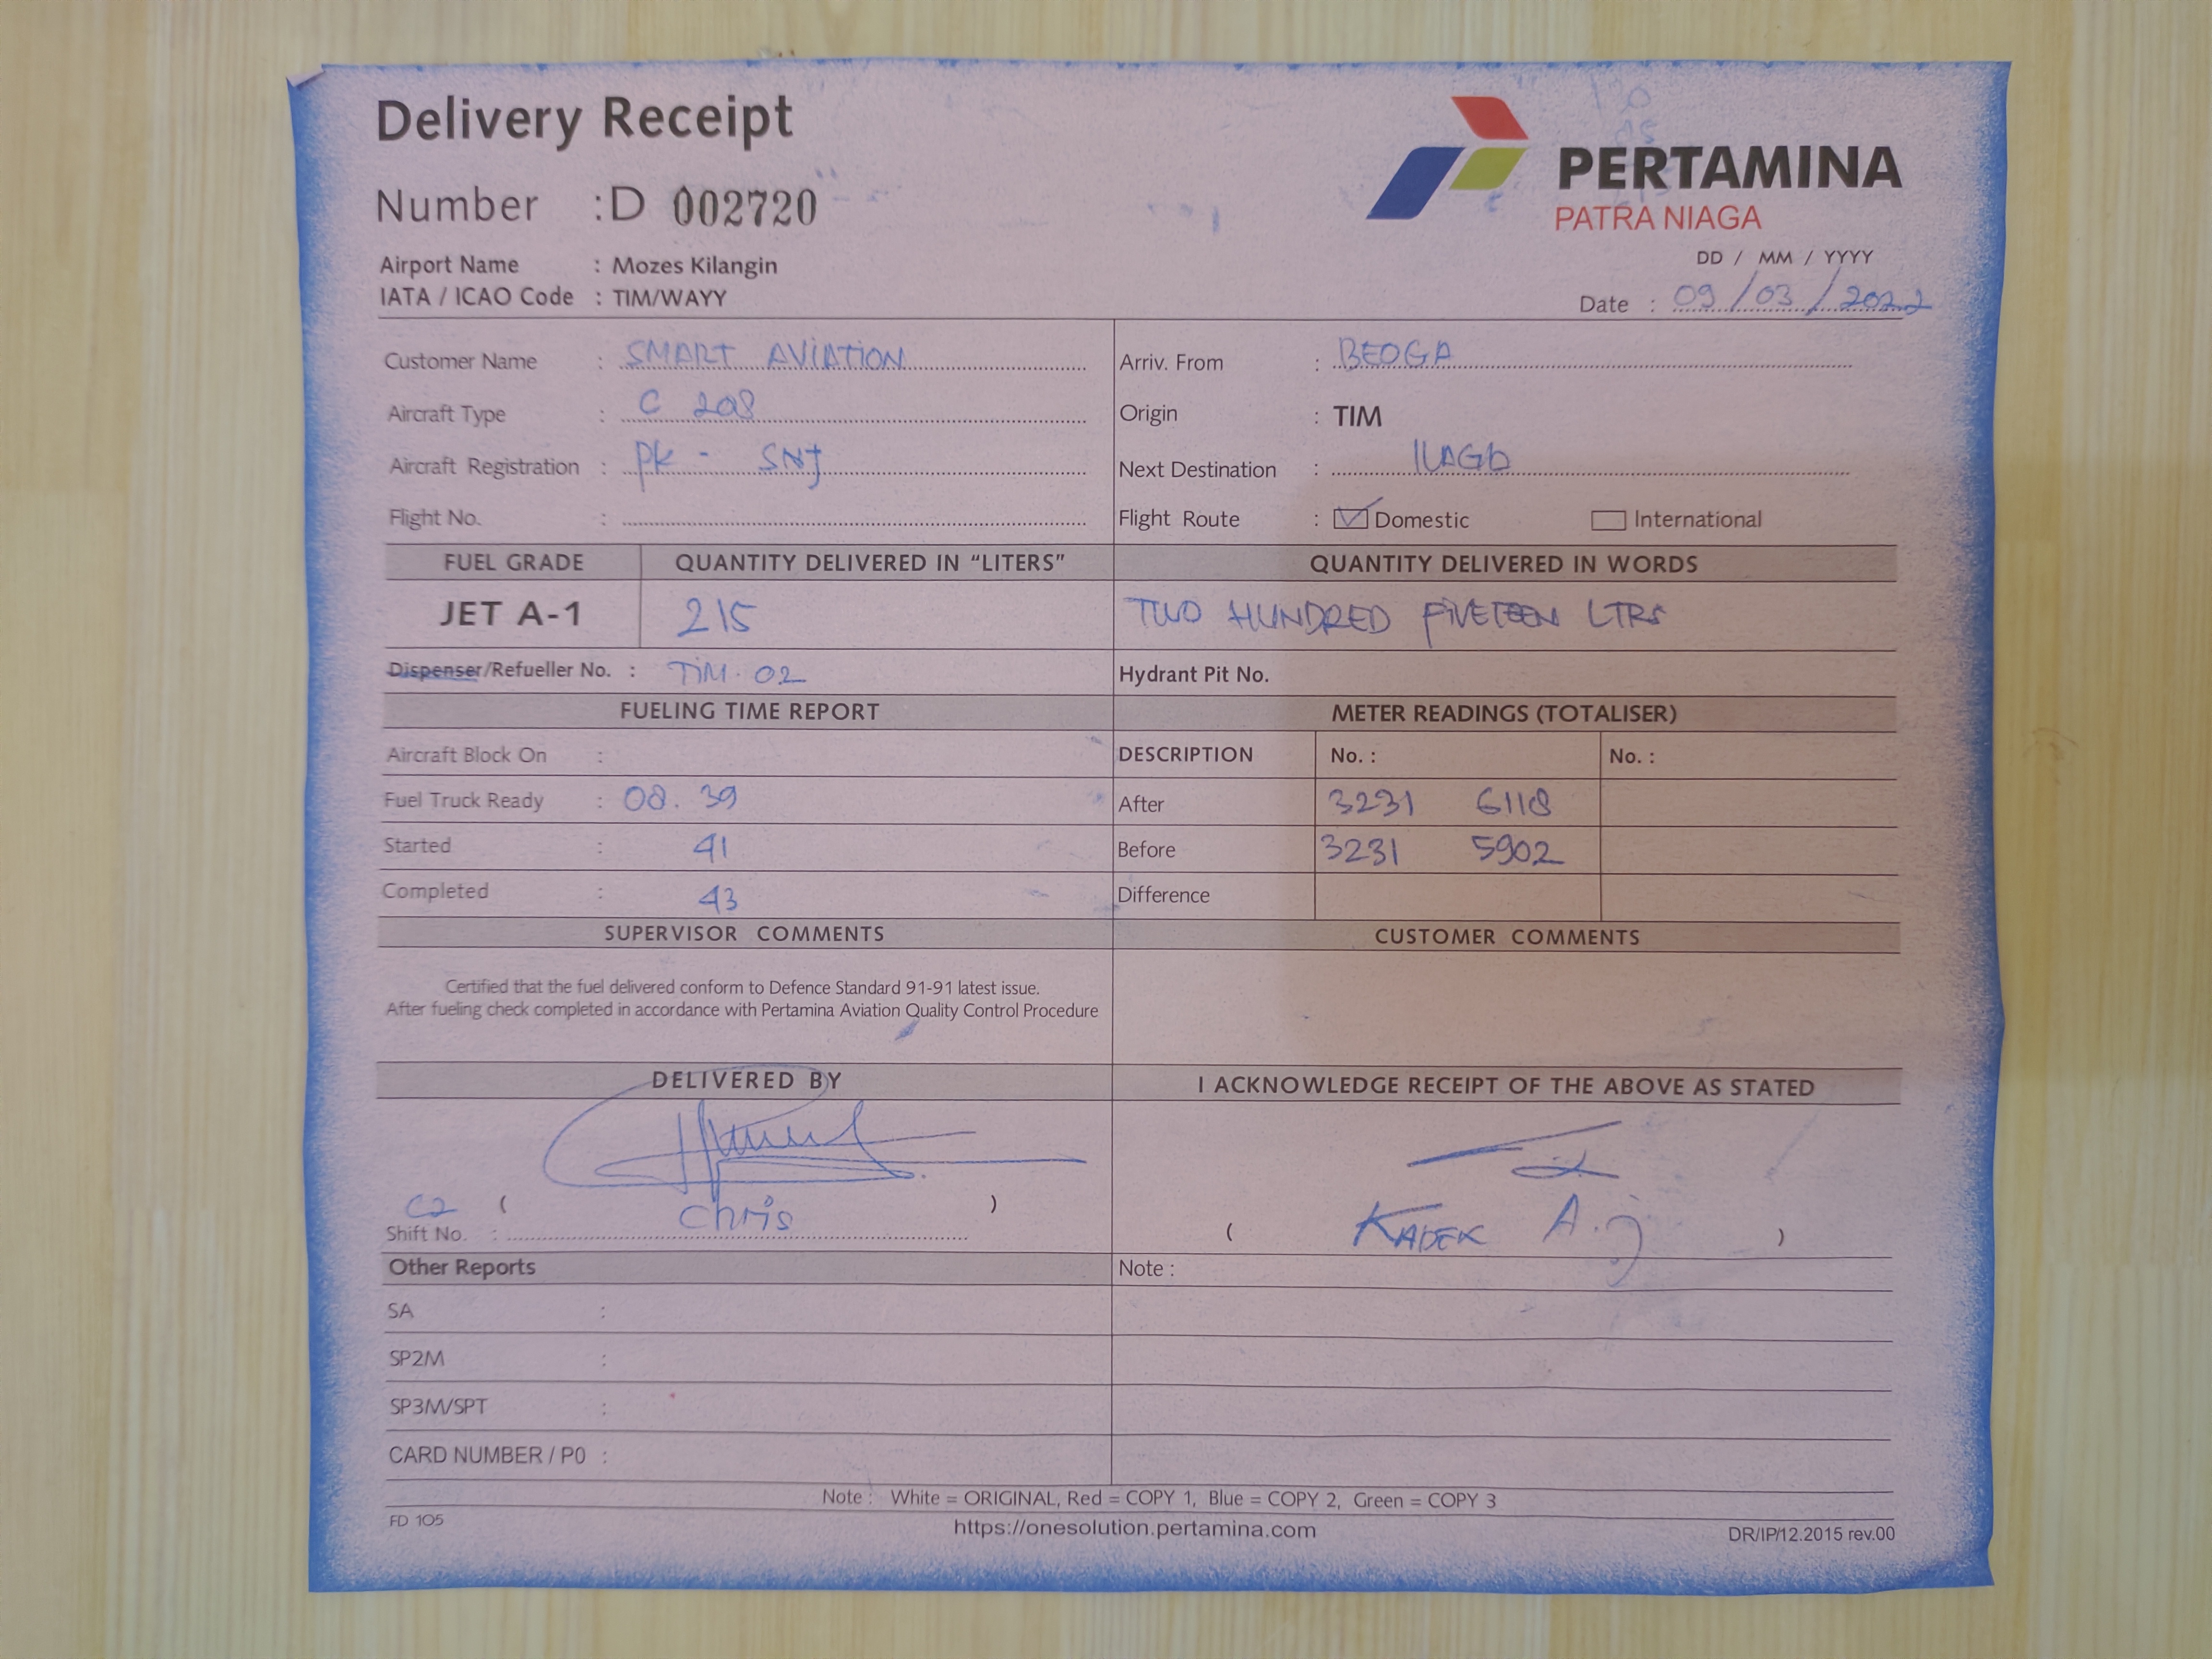 Delivery Receipt
PERTAMINA
PATRA NIAGA
Number : D 002720
Airport Name : Mozes Kilangin
IATA / ICAO Code : TIM/WAYY
DD / MM / YYYY
Date : 09/03/2022
Customer Name : SMART AVIATION
Arriv. From : BEOGA
Aircraft Type : C 208
Origin : TIM
Aircraft Registration : PK - SNJ
Next Destination : ILAGA
Flight No. :
Flight Route : Domestic International
FUEL GRADE QUANTITY DELIVERED IN “LITERS” QUANTITY DELIVERED IN WORDS
JET A-1 215 TWO HUNDRED FIVETEEN LTRS
Dispenser/Refueller No. : TiM. 02 Hydrant Pit No.
FUELING TIME REPORT METER READINGS (TOTALISER)
Aircraft Block On : DESCRIPTION No. : No. :
Fuel Truck Ready : 08. 39 After 3231 6118
Started : 41 Before 3231 5902
Completed : 43 Difference
SUPERVISOR COMMENTS CUSTOMER COMMENTS
Certified that the fuel delivered conform to Defence Standard 91-91 latest issue.
After fueling check completed in accordance with Pertamina Aviation Quality Control Procedure
DELIVERED BY I ACKNOWLEDGE RECEIPT OF THE ABOVE AS STATED
C2 ( Chris )
Shift No. :
( KADEK A. )
Other Reports Note :
SA :
SP2M :
SP3M/SPT :
CARD NUMBER / P0 :
Note : White = ORIGINAL, Red = COPY 1, Blue = COPY 2, Green = COPY 3
FD 105 https://onesolution.pertamina.com DR/IP/12.2015 rev.00